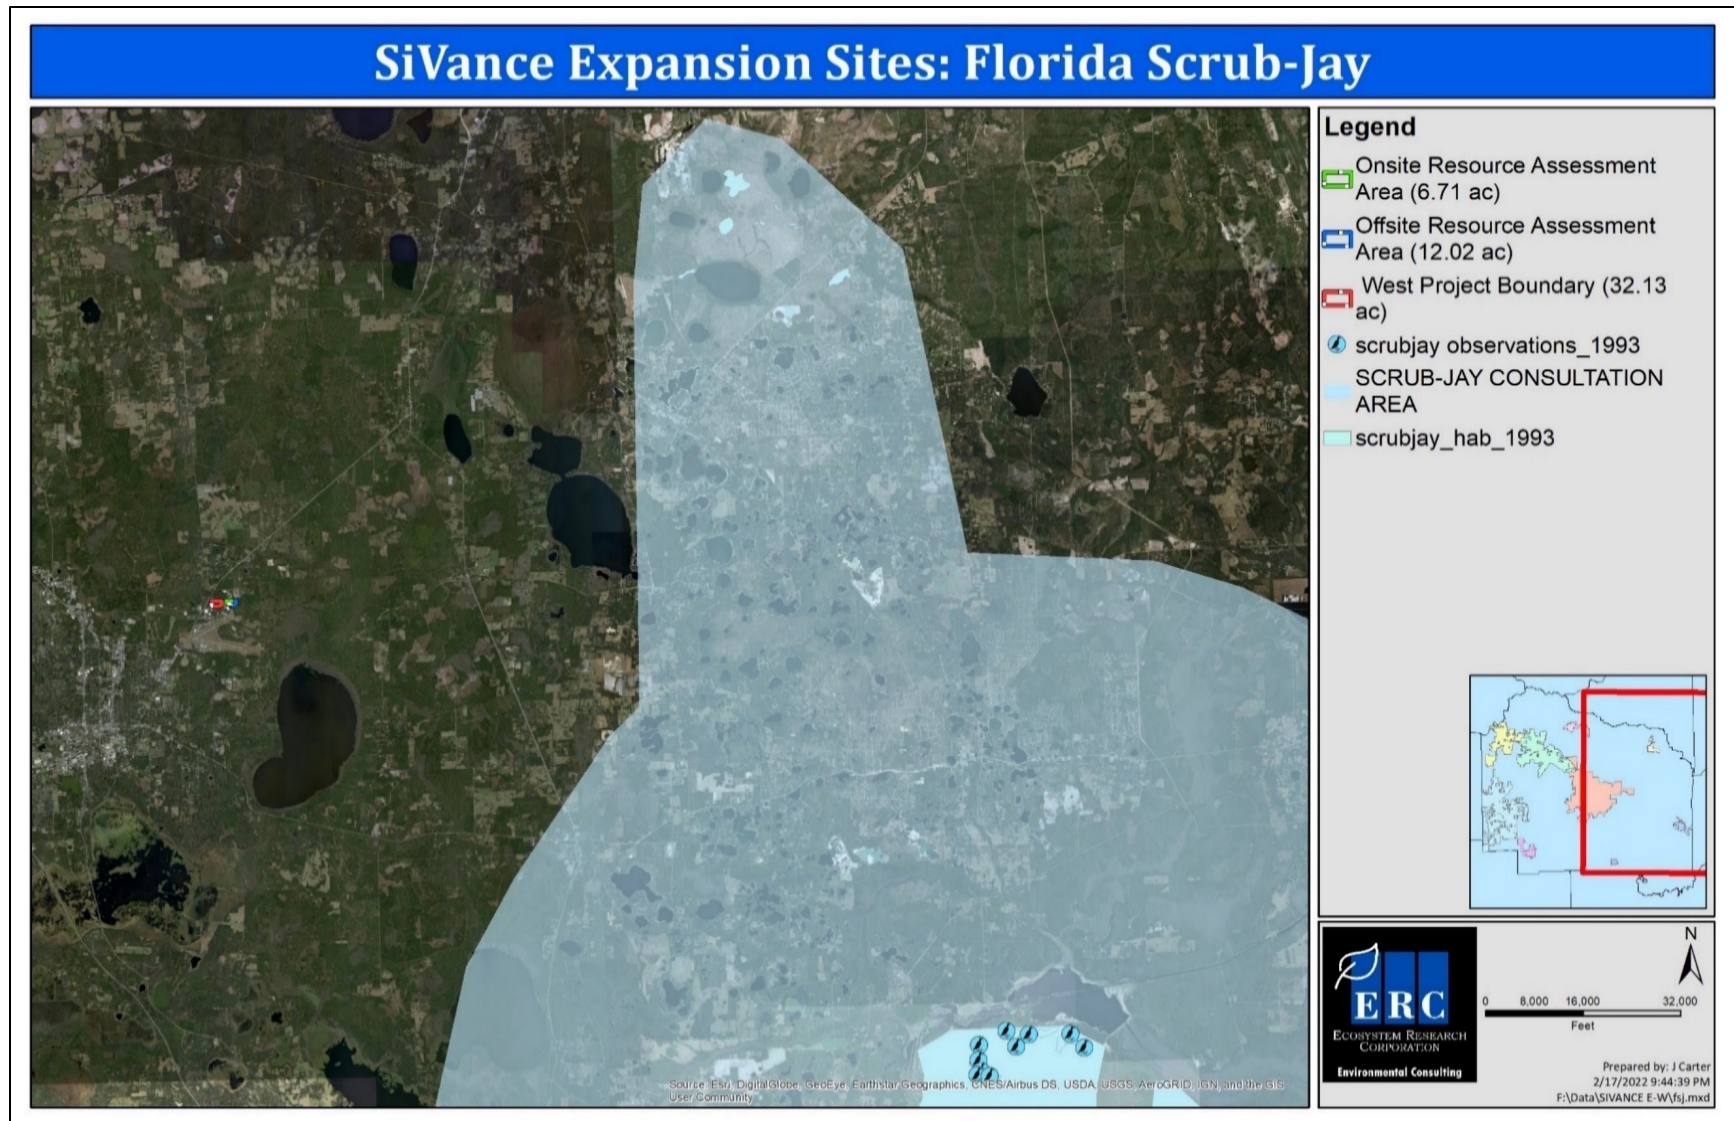 SiVance Expansion Sites: Florida Scrub-Jay
Legend
Onsite Resource Assessment
Area (6.71 ac)
Offsite Resource Assessment
Area (12.02 ac)
West Project Boundary (32.13
ac)
scrubjay observations_1993
SCRUB-JAY CONSULTATION
AREA
scrubjay_hab_1993
N
0 8,000 16,000 32,000
Feet
ERC
ECOSYSTEM RESEARCH
CORPORATION
Environmental Consulting
Prepared by: J Carter
2/17/2022 9:44:39 PM
F:\Data\SIVANCE E-W\fsj.mxd
Source: Esri, DigitalGlobe, GeoEye, Earthstar Geographics, CNES/Airbus DS, USDA, USGS, AeroGRID, IGN, and the GIS
User Community